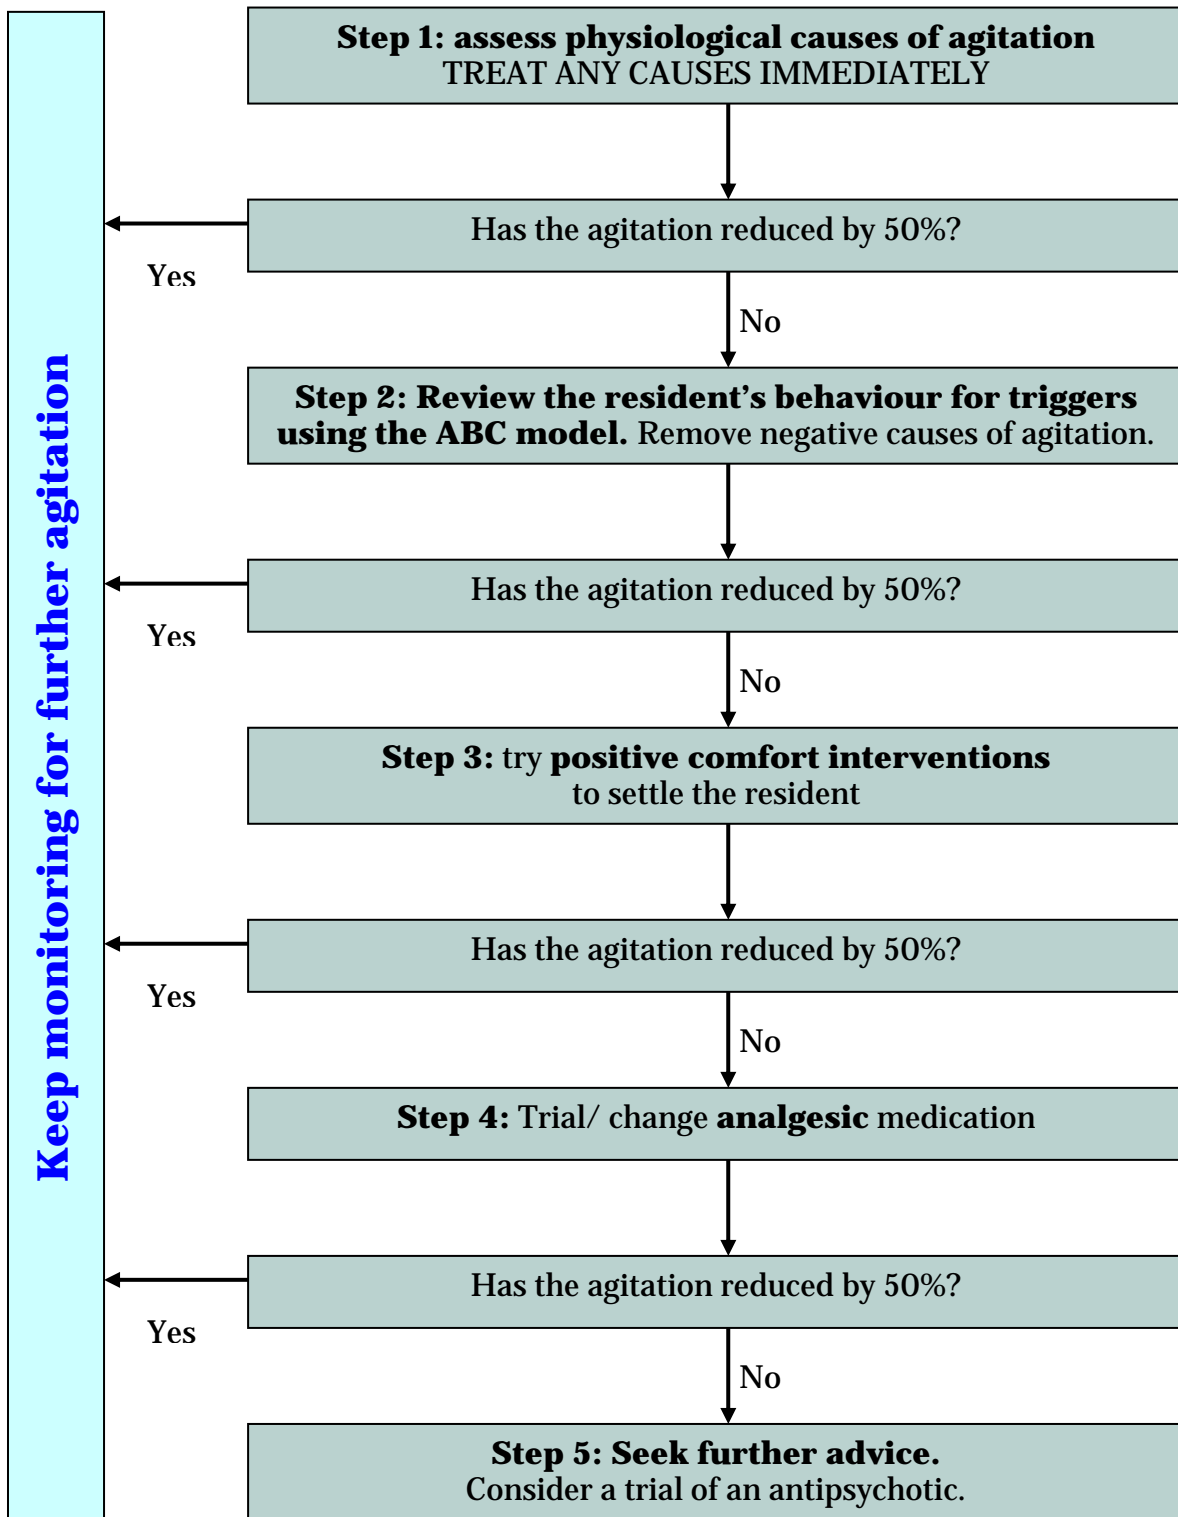 Keep monitoring for further agitation
Step 1: assess physiological causes of agitation
TREAT ANY CAUSES IMMEDIATELY
Has the agitation reduced by 50%?
Yes
No
Step 2: Review the resident's behaviour for triggers
using the ABC model. Remove negative causes of agitation.
Has the agitation reduced by 50%?
Yes
No
Step 3: try positive comfort interventions
to settle the resident
Has the agitation reduced by 50%?
Yes
No
Step 4: Trial/ change analgesic medication
Has the agitation reduced by 50%?
Yes
No
Step 5: Seek further advice.
Consider a trial of an antipsychotic.